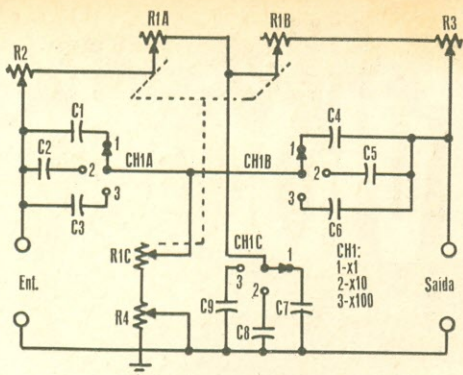 R1A
R1B
R2
R3
C1
C4
1
1
C2
2
CH1A
CH1B
2
C5
3
3
C3
C6
R1C
CH1C
1
CH1:
1-x1
2-x10
3-x100
Ent.
3
2
Saída
C9
C7
R4
C8